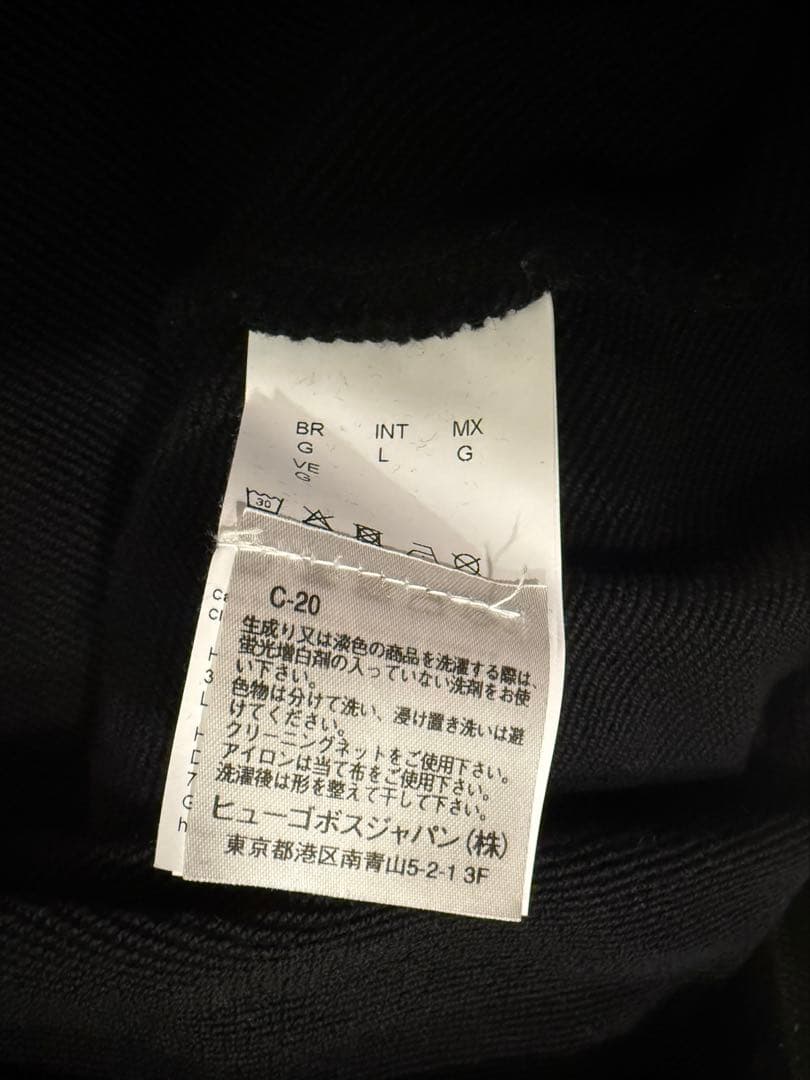 BR INT MX
G L G
VE
G
30
C-20
生成り又は淡色の商品を洗濯する際は、
蛍光増白剤の入っていない洗剤をお使
い下さい。
色物は分けて洗い、浸け置き洗いは避
けてください。
クリーニングネットをご使用下さい。
アイロンは当て布をご使用下さい。
洗濯後は形を整えて干して下さい。
ヒューゴボスジャパン(株)
東京都港区南青山5-2-1 3F